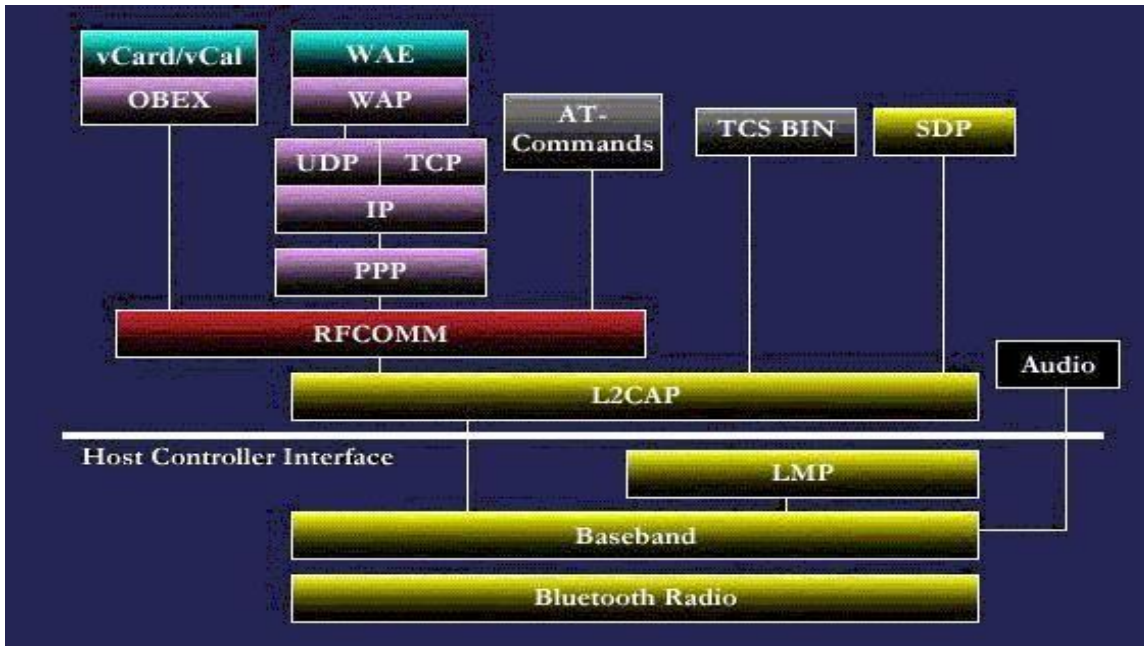 vCard/vCal
OBEX
WAE
WAP
UDP
TCP
IP
PPP
AT-
Commands
TCS BIN
SDP
RFCOMM
L2CAP
Audio
Host Controller Interface
LMP
Baseband
Bluetooth Radio